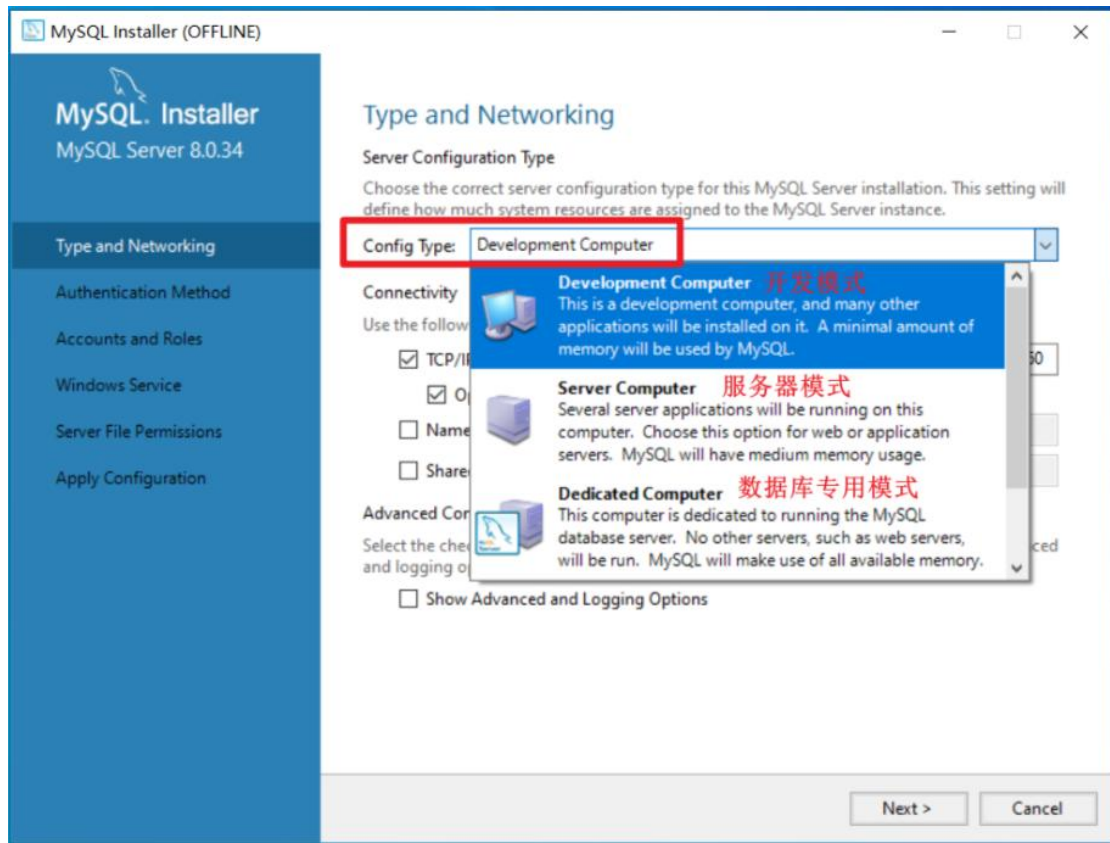 MySQL Installer (OFFLINE)
MySQL. Installer
MySQL Server 8.0.34
Type and Networking
Authentication Method
Accounts and Roles
Windows Service
Server File Permissions
Apply Configuration
Type and Networking
Server Configuration Type
Choose the correct server configuration type for this MySQL Server installation. This setting will
define how much system resources are assigned to the MySQL Server instance.
Config Type: Development Computer
Development Computer 开发模式
This is a development computer, and many other
applications will be installed on it. A minimal amount of
memory will be used by MySQL.
Server Computer 服务器模式
Several server applications will be running on this
computer. Choose this option for web or application
servers. MySQL will have medium memory usage.
Dedicated Computer 数据库专用模式
This computer is dedicated to running the MySQL
database server. No other servers, such as web servers,
will be run. MySQL will make use of all available memory.
Connectivity
Use the follow
TCP/I
Name
Share
Advanced Cor
Select the che
and logging o
Show Advanced and Logging Options
Next >
Cancel